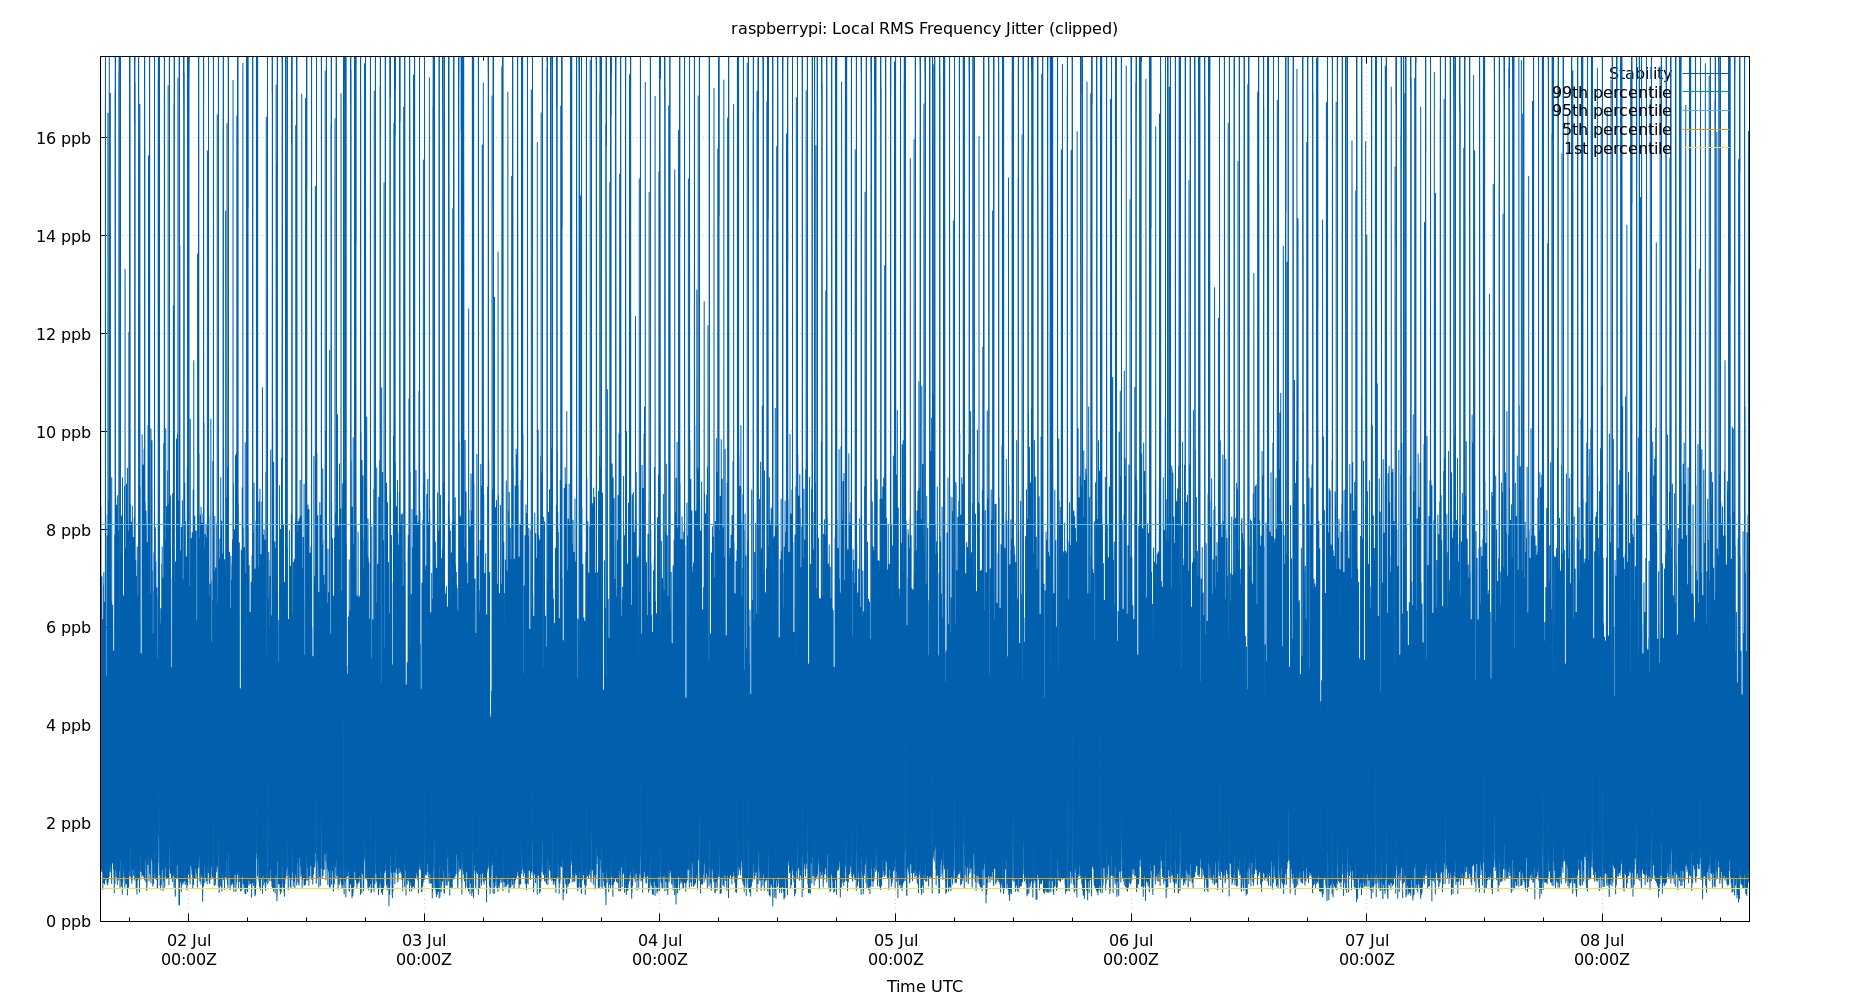 raspberrypi: Local RMS Frequency Jitter (clipped)
Stability
99th percentile
95th percentile
5th percentile
1st percentile
16 ppb
14 ppb
12 ppb
10 ppb
8 ppb
6 ppb
4 ppb
2 ppb
0 ppb
02 Jul 03 Jul 04 Jul 05 Jul 06 Jul 07 Jul 08 Jul
00:00Z 00:00Z 00:00Z 00:00Z 00:00Z 00:00Z 00:00Z
Time UTC